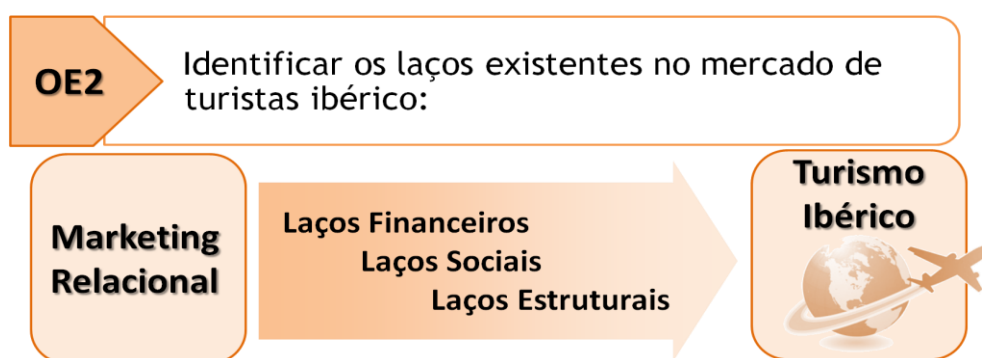 OE2
Identificar os laços existentes no mercado de
turistas ibérico:
Marketing
Relacional
Laços Financeiros
Laços Sociais
Laços Estruturais
Turismo
Ibérico